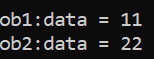 ob1:data = 11
ob2:data = 22